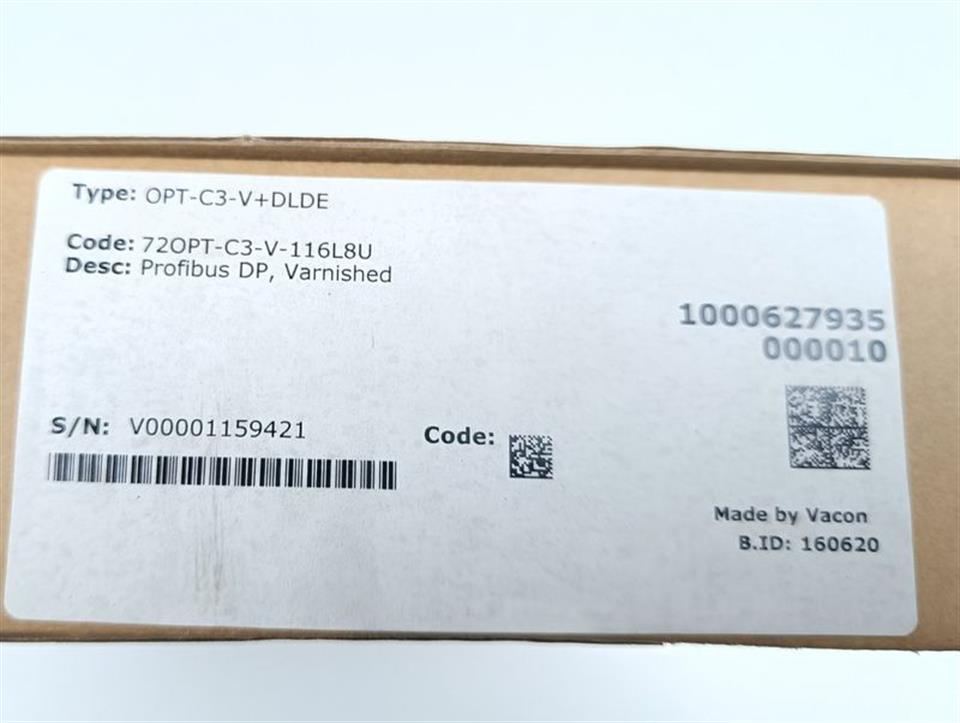 Type: OPT-C3-V+DLDE
Code: 72OPT-C3-V-116L8U
Desc: Profibus DP, Varnished
1000627935
000010
S/N: V00001159421
Code:
Made by Vacon
B.ID: 160620